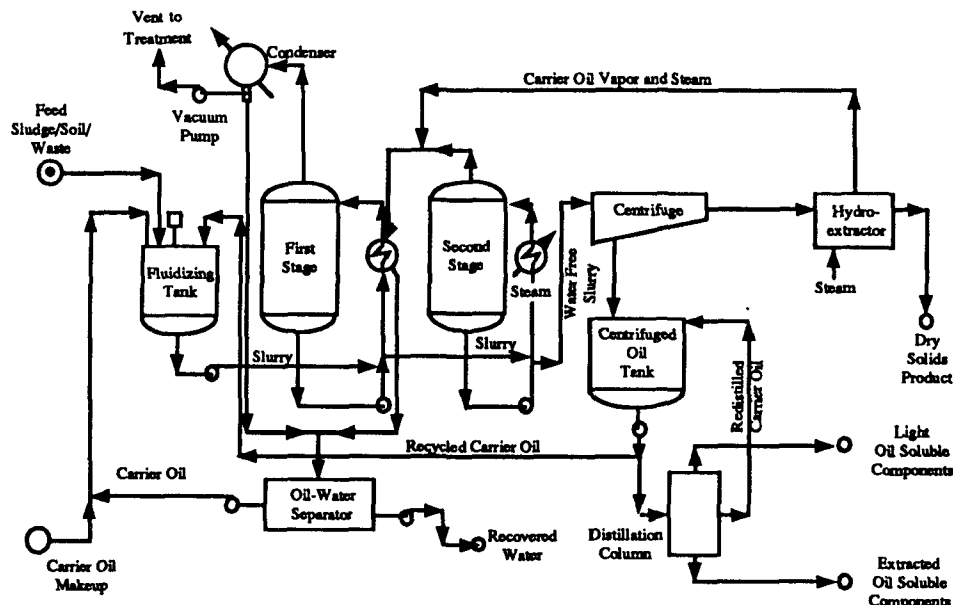 Vent to
Treatment
Condenser
Carrier Oil Vapor and Steam
Feed
Sludge/Soil/
Waste
Vacuum
Pump
Centrifuge
Hydro-
extractor
First
Stage
Second
Stage
Fluidizing
Tank
Steam
Water Free
Slurry
Steam
Slurry
Slurry
Centrifuged
Oil
Tank
Redistilled
Carrier Oil
Dry
Solids
Product
Recycled Carrier Oil
Light
Oil Soluble
Components
Carrier Oil
Oil-Water
Separator
Recovered
Water
Distillation
Column
Carrier Oil
Makeup
Extracted
Oil Soluble
Components